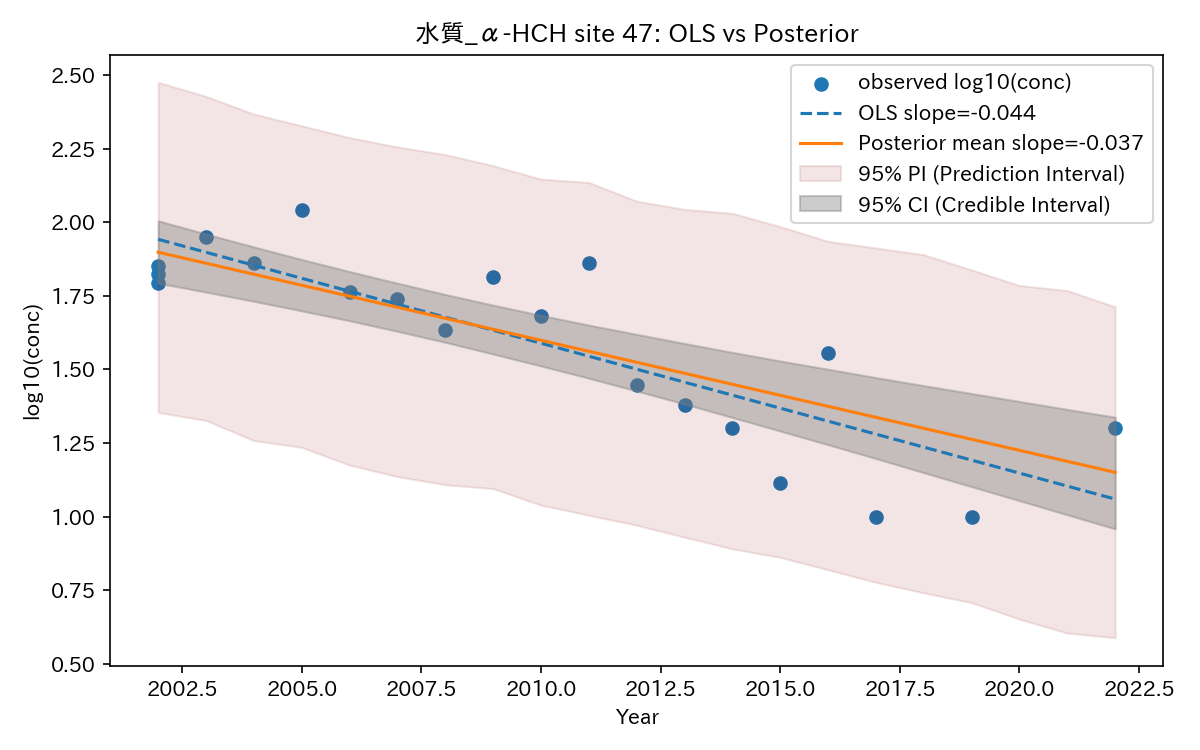 水質_α-HCH site 47: OLS vs Posterior
observed log10(conc)
OLS slope=-0.044
Posterior mean slope=-0.037
95% PI (Prediction Interval)
95% CI (Credible Interval)
log10(conc)
2.50
2.25
2.00
1.75
1.50
1.25
1.00
0.75
0.50
2002.5 2005.0 2007.5 2010.0 2012.5 2015.0 2017.5 2020.0 2022.5
Year